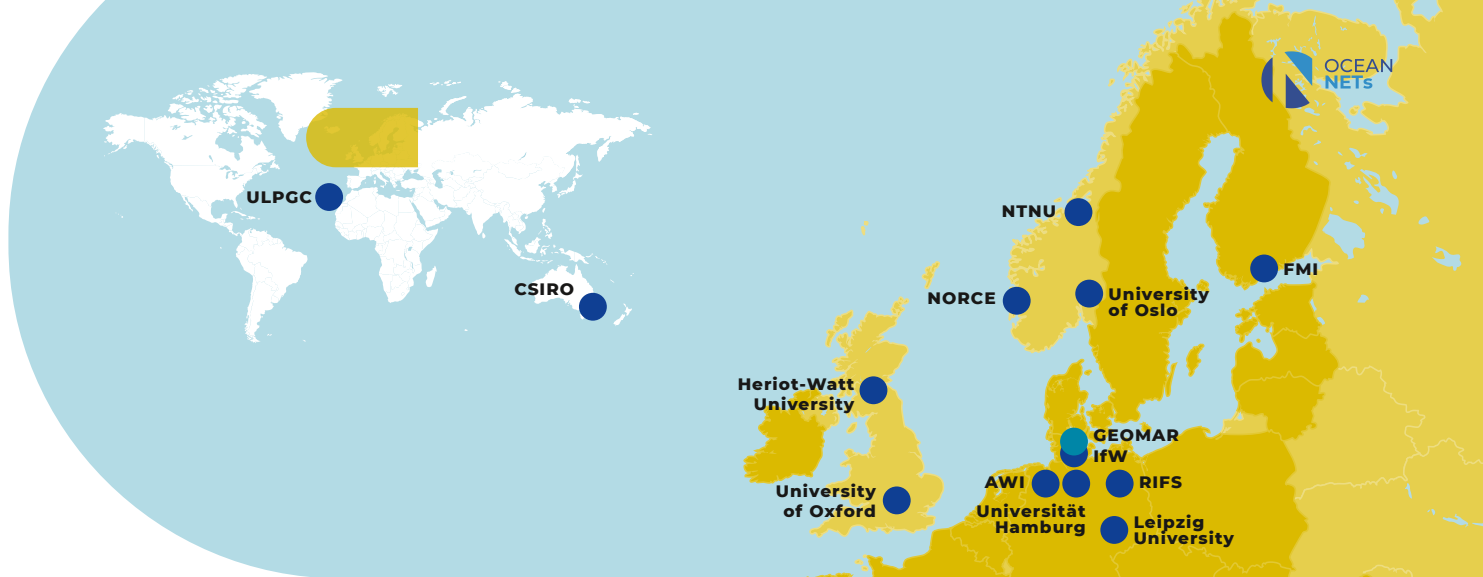 OCEAN
NETs
ULPGC
CSIRO
NTNU
FMI
NORCE
University
of Oslo
Heriot-Watt
University
GEOMAR
IfW
AWI
RIFS
University
of Oxford
Universität
Hamburg
Leipzig
University